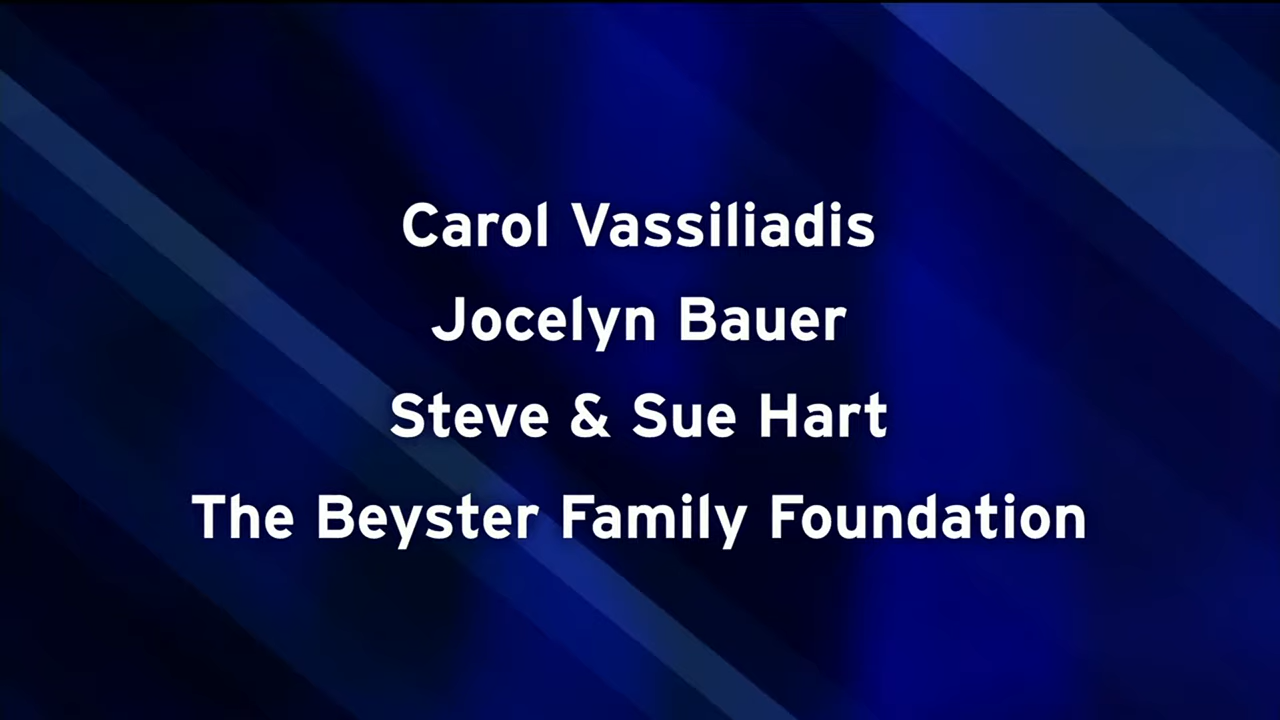 Carol Vassiliadis
Jocelyn Bauer
Steve & Sue Hart
The Beyster Family Foundation